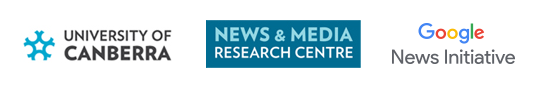 UNIVERSITY OF
CANBERRA
NEWS & MEDIA
RESEARCH CENTRE
Google
News Initiative